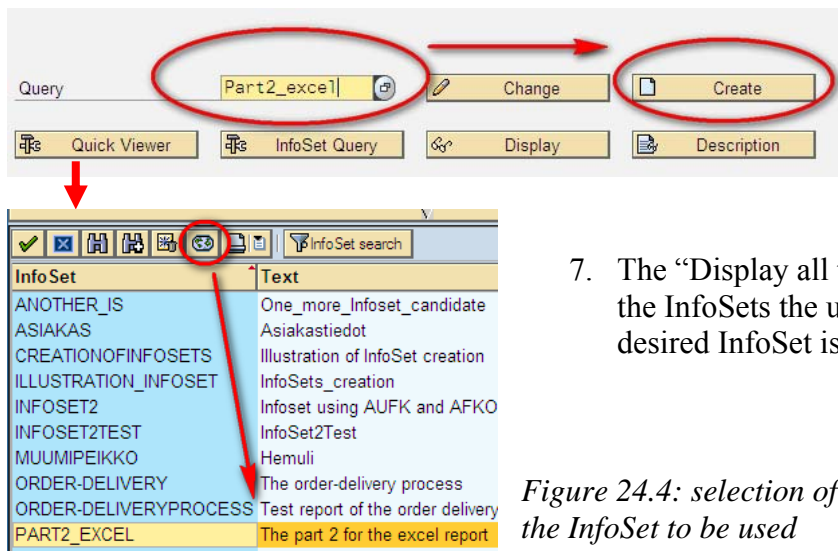 Query Part2_excel Change Create
Quick Viewer InfoSet Query Display Description
InfoSet search
InfoSet Text
ANOTHER_IS One_more_Infoset_candidate
ASIAKAS Asiakastiedot
CREATIONOFINFOSETS Illustration of InfoSet creation
ILLUSTRATION_INFOSET InfoSets_creation
INFOSET2 Infoset using AUFK and AFKO
INFOSET2TEST InfoSet2Test
MUUMIPEIKKO Hemuli
ORDER-DELIVERY The order-delivery process
ORDER-DELIVERYPROCESS Test report of the order delivery
PART2_EXCEL The part 2 for the excel report
7. The “Display all
the InfoSets the
desired InfoSet is
Figure 24.4: selection of
the InfoSet to be used